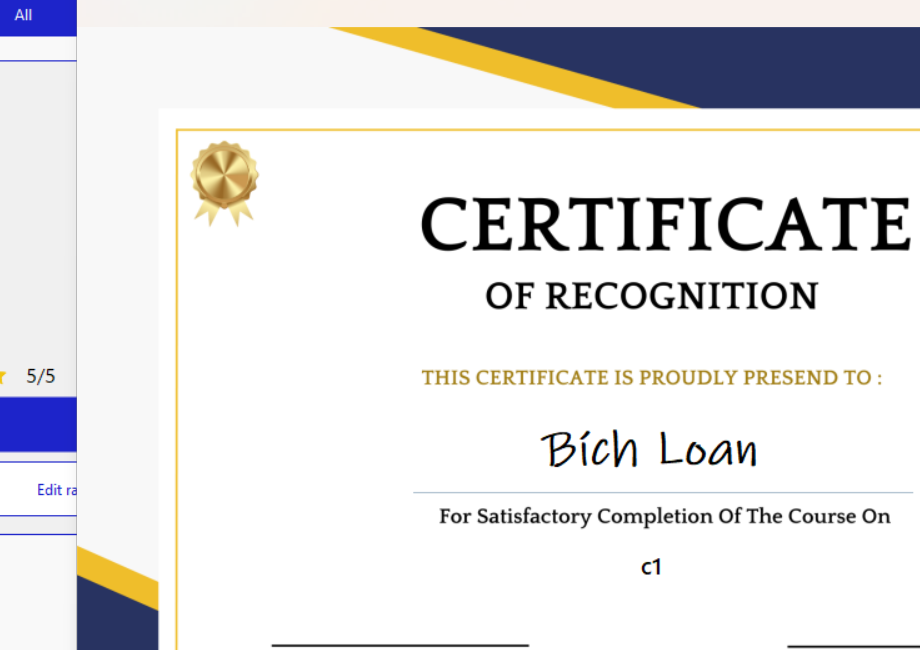 All
CERTIFICATE
OF RECOGNITION
THIS CERTIFICATE IS PROUDLY PRESEND TO :
5/5
Bích Loan
Edit ra
For Satisfactory Completion Of The Course On
c1